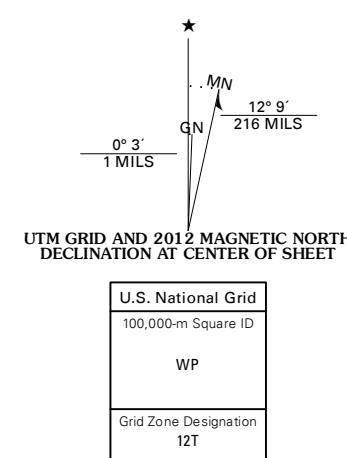 ★
MN
GN
12° 9´
216 MILS
0° 3´
1 MILS
UTM GRID AND 2012 MAGNETIC NORTH
DECLINATION AT CENTER OF SHEET
U.S. National Grid
100,000-m Square ID
WP
Grid Zone Designation
12T